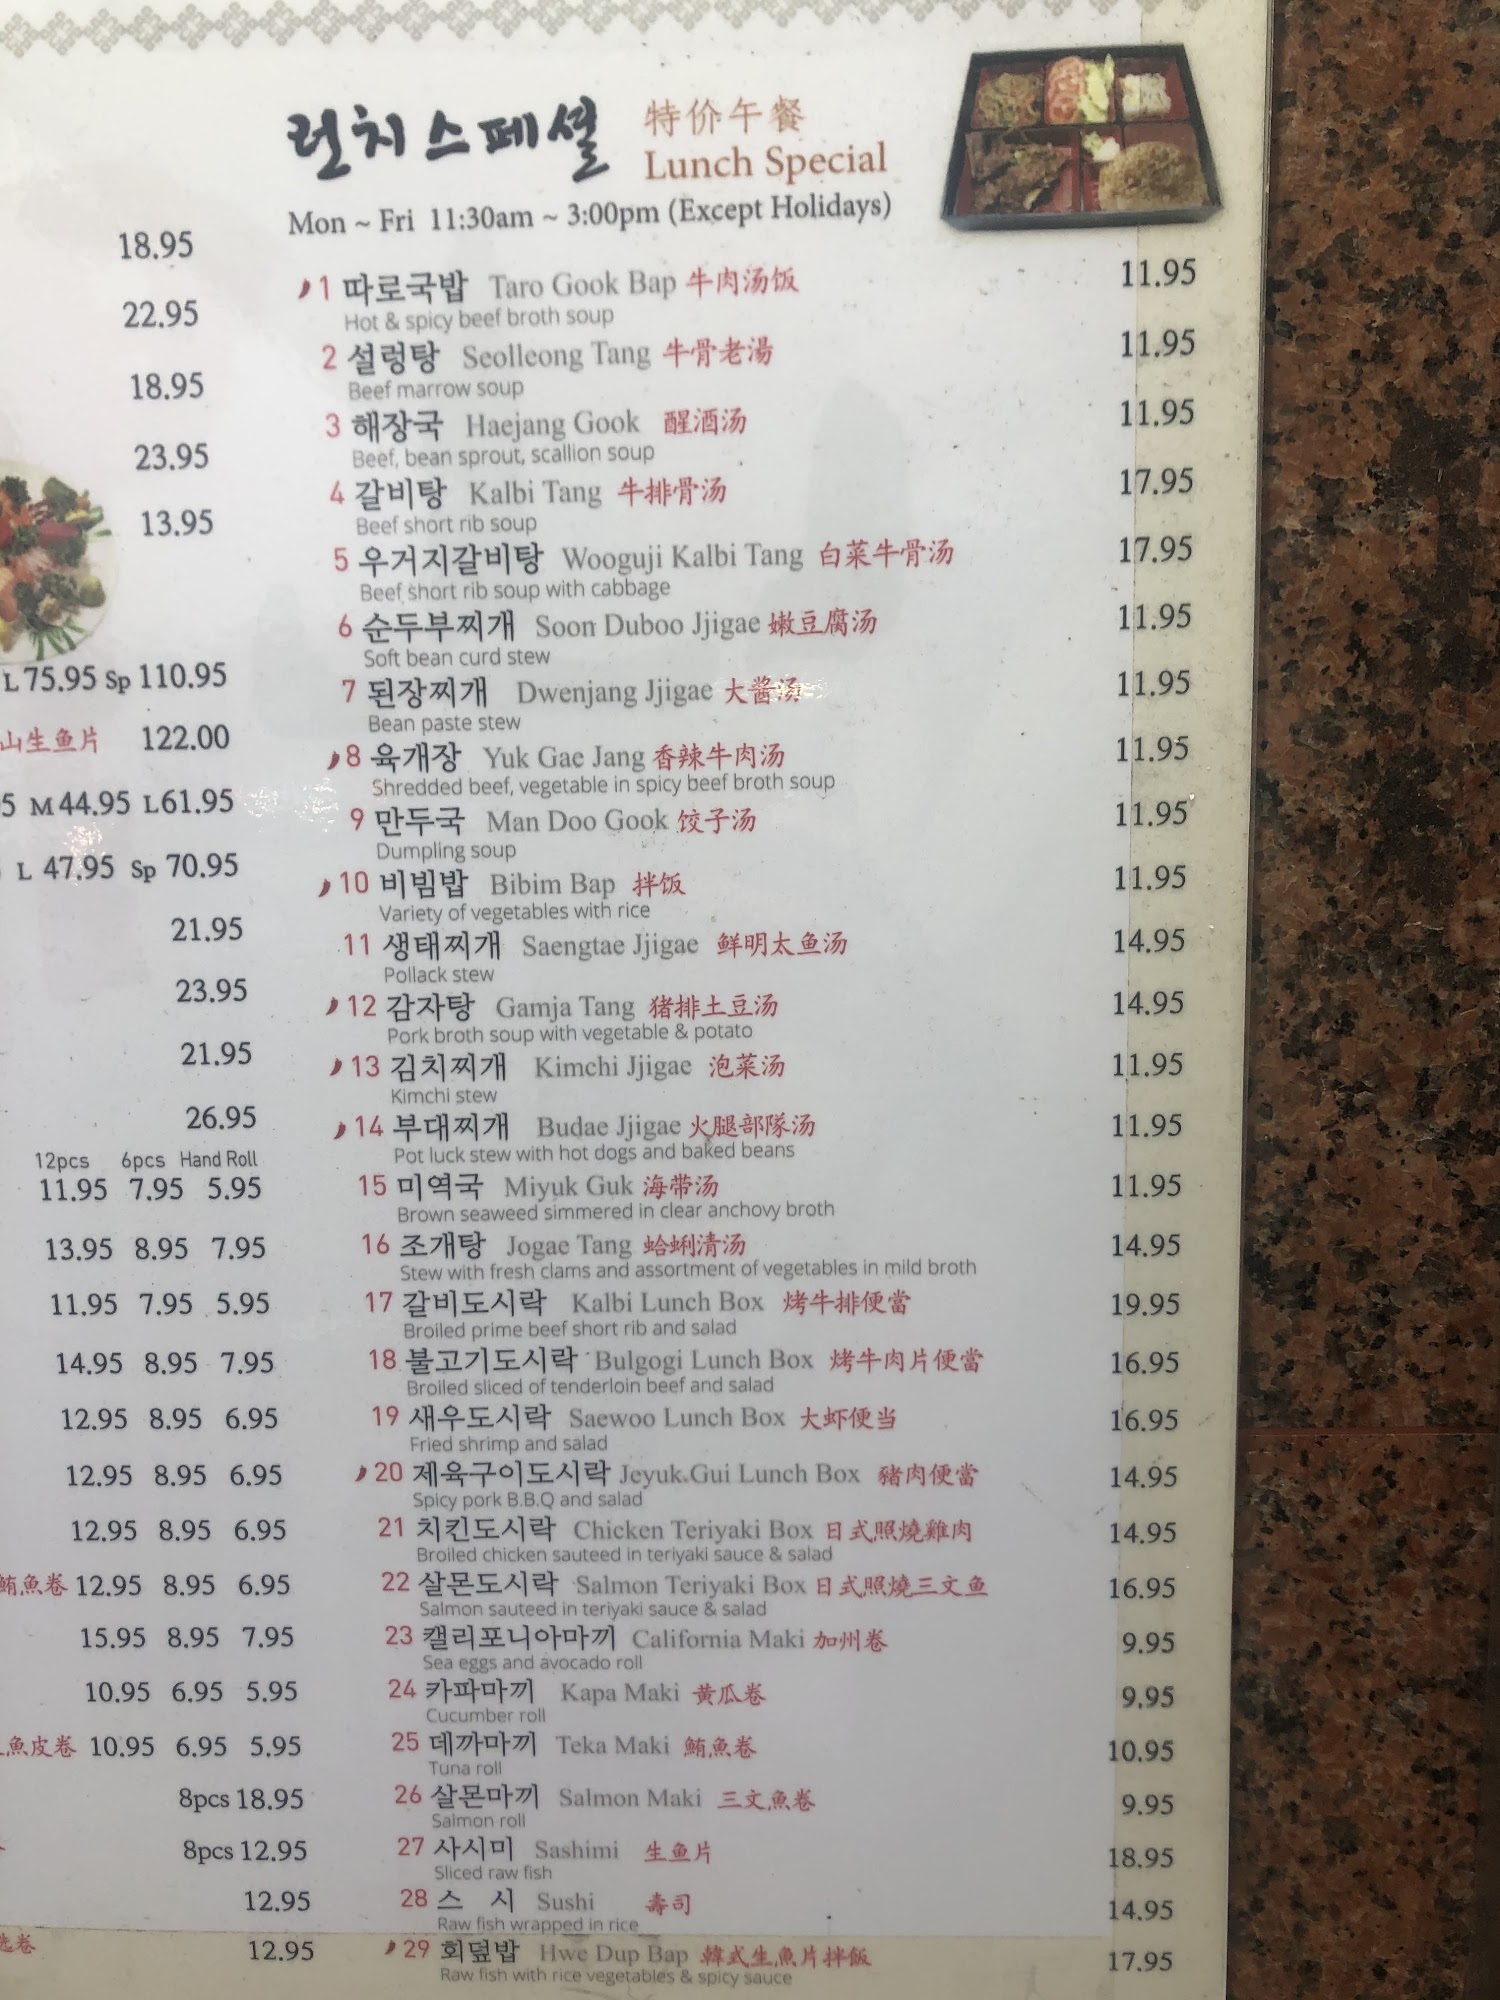 런치스페셜 特价午餐
Lunch Special
Mon ~ Fri 11:30am ~ 3:00pm (Except Holidays)
1 따로국밥 Taro Gook Bap 牛肉汤饭 11.95
Hot & spicy beef broth soup
2 설렁탕 Seolleong Tang 牛骨老湯 11.95
Beef marrow soup
3 해장국 Haejang Gook 醒酒汤 11.95
Beef, bean sprout, scallion soup
4 갈비탕 Kalbi Tang 牛排骨汤 17.95
Beef short rib soup
5 우거지갈비탕 Wooguji Kalbi Tang 白菜牛骨汤 17.95
Beef short rib soup with cabbage
6 순두부찌개 Soon Duboo Jjigae 嫩豆腐汤 11.95
Soft bean curd stew
7 된장찌개 Dwenjang Jjigae 大酱汤 11.95
Bean paste stew
8 육개장 Yuk Gae Jang 香辣牛肉汤 11.95
Shredded beef, vegetable in spicy beef broth soup
9 만두국 Man Doo Gook 饺子汤 11.95
Dumpling soup
10 비빔밥 Bibim Bap 拌饭 11.95
Variety of vegetables with rice
11 생태찌개 Saengtae Jjigae 鲜明太鱼汤 14.95
Pollack stew
12 감자탕 Gamja Tang 猪排土豆汤 14.95
Pork broth soup with vegetable & potato
13 김치찌개 Kimchi Jjigae 泡菜汤 11.95
Kimchi stew
14 부대찌개 Budae Jjigae 火腿部隊汤 11.95
Pot luck stew with hot dogs and baked beans
15 미역국 Miyuk Guk 海带汤 11.95
Brown seaweed simmered in clear anchovy broth
16 조개탕 Jogae Tang 蛤蜊清汤 14.95
Stew with fresh clams and assortment of vegetables in mild broth
17 갈비도시락 Kalbi Lunch Box 烤牛排便當 19.95
Broiled prime beef short rib and salad
18 불고기도시락 Bulgogi Lunch Box 烤牛肉片便當 16.95
Broiled sliced of tenderloin beef and salad
19 새우도시락 Saewoo Lunch Box 大虾便当 16.95
Fried shrimp and salad
20 제육구이도시락 Jeyuk Gui Lunch Box 豬肉便當 14.95
Spicy pork B.B.Q and salad
21 치킨도시락 Chicken Teriyaki Box 日式照燒雞肉 14.95
Broiled chicken sauteed in teriyaki sauce & salad
22 살몬도시락 Salmon Teriyaki Box 日式照燒三文鱼 16.95
Salmon sauteed in teriyaki sauce & salad
23 캘리포니아마끼 California Maki 加州卷 9.95
Sea eggs and avocado roll
24 카파마끼 Kapa Maki 黄瓜卷 9.95
Cucumber roll
25 데까마끼 Teka Maki 鮪魚卷 10.95
Tuna roll
26 살몬마끼 Salmon Maki 三文魚卷 9.95
Salmon roll
27 사시미 Sashimi 生鱼片 18.95
Sliced raw fish
28 스 시 Sushi 壽司 14.95
Raw fish wrapped in rice
29 회덮밥 Hwe Dup Bap 韓式生魚片拌飯 17.95
Raw fish with rice vegetables & spicy sauce
18.95
22.95
18.95
23.95
13.95
L 75.95 Sp 110.95
山生鱼片 122.00
M 44.95 L 61.95
L 47.95 Sp 70.95
21.95
23.95
21.95
26.95
12pcs 6pcs Hand Roll
11.95 7.95 5.95
13.95 8.95 7.95
11.95 7.95 5.95
14.95 8.95 7.95
12.95 8.95 6.95
12.95 8.95 6.95
12.95 8.95 6.95
鮪魚卷 12.95 8.95 6.95
15.95 8.95 7.95
10.95 6.95 5.95
魚皮卷 10.95 6.95 5.95
8pcs 18.95
8pcs 12.95
12.95
卷 12.95